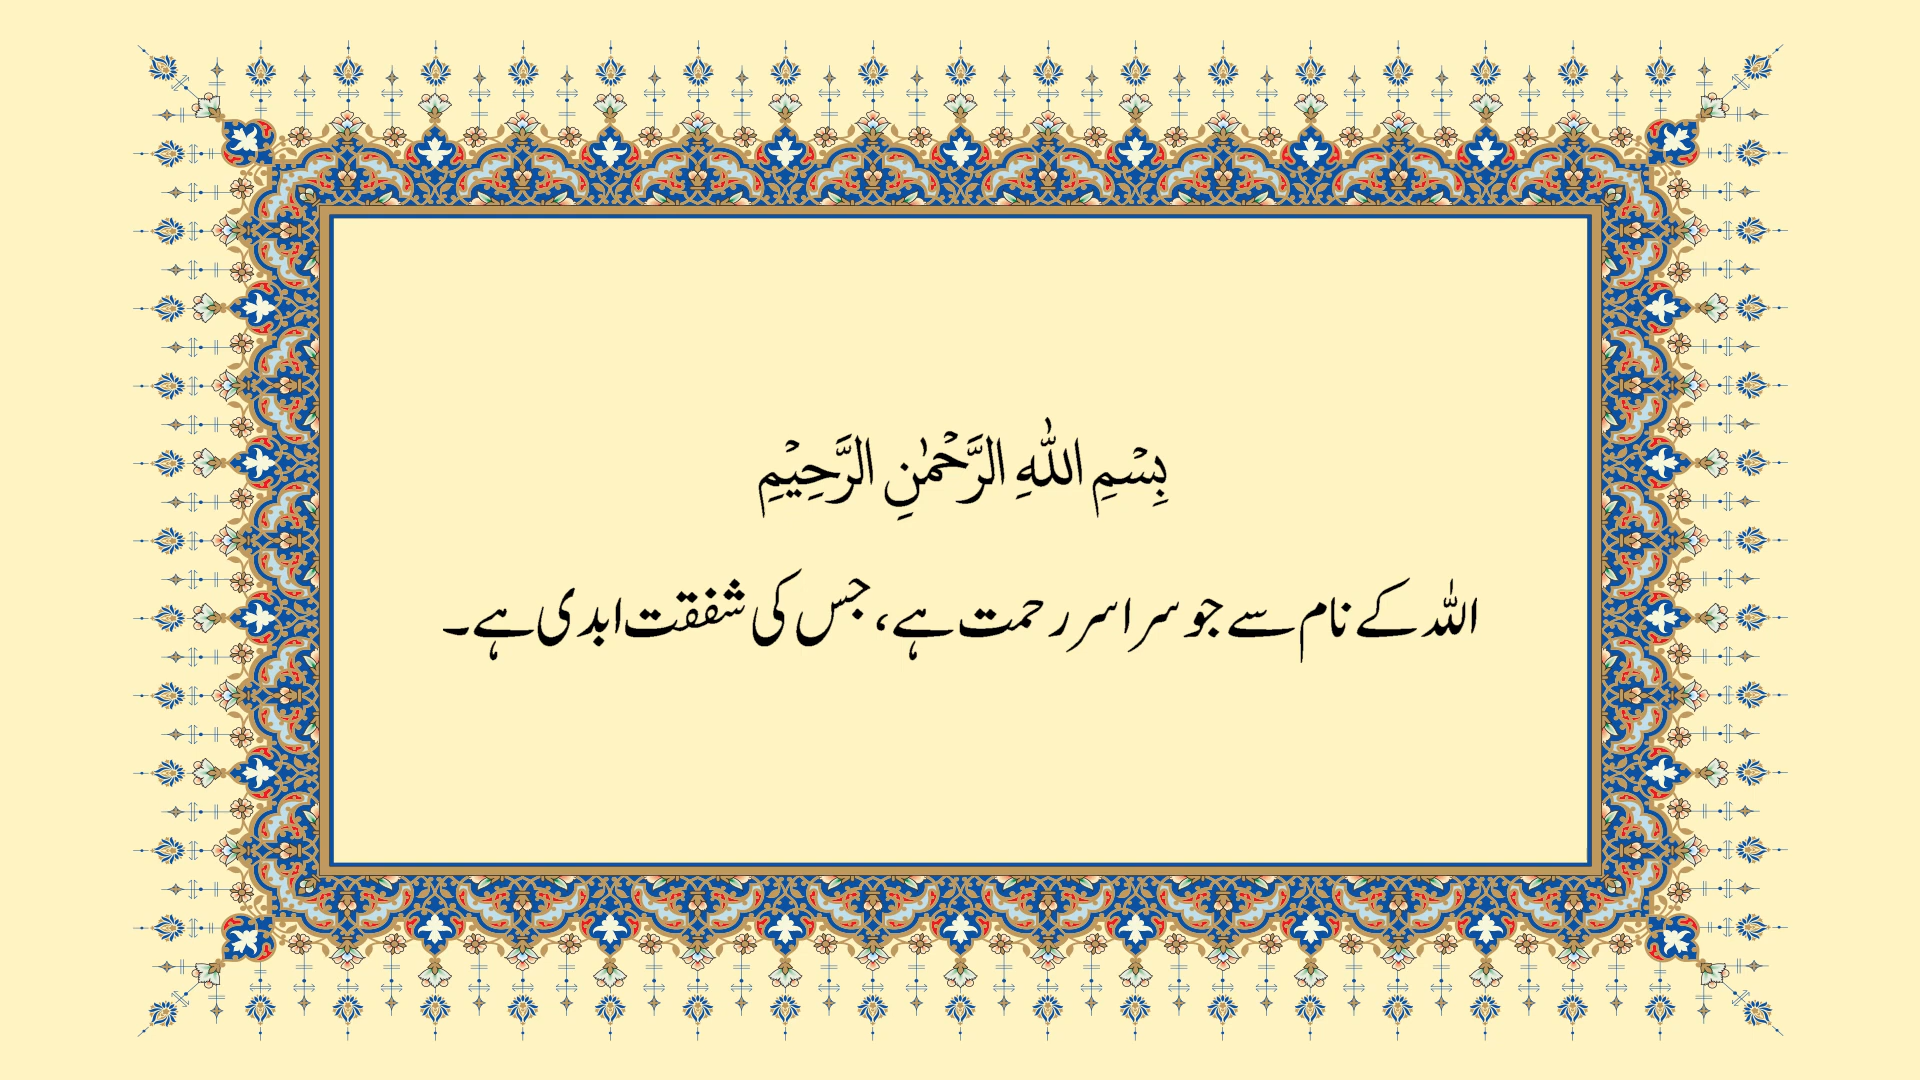 بِسْمِ اللّٰهِ الرَّحْمٰنِ الرَّحِيْمِ
اللہ کے نام سے جو سراسر رحمت ہے، جس کی شفقت ابدی ہے۔